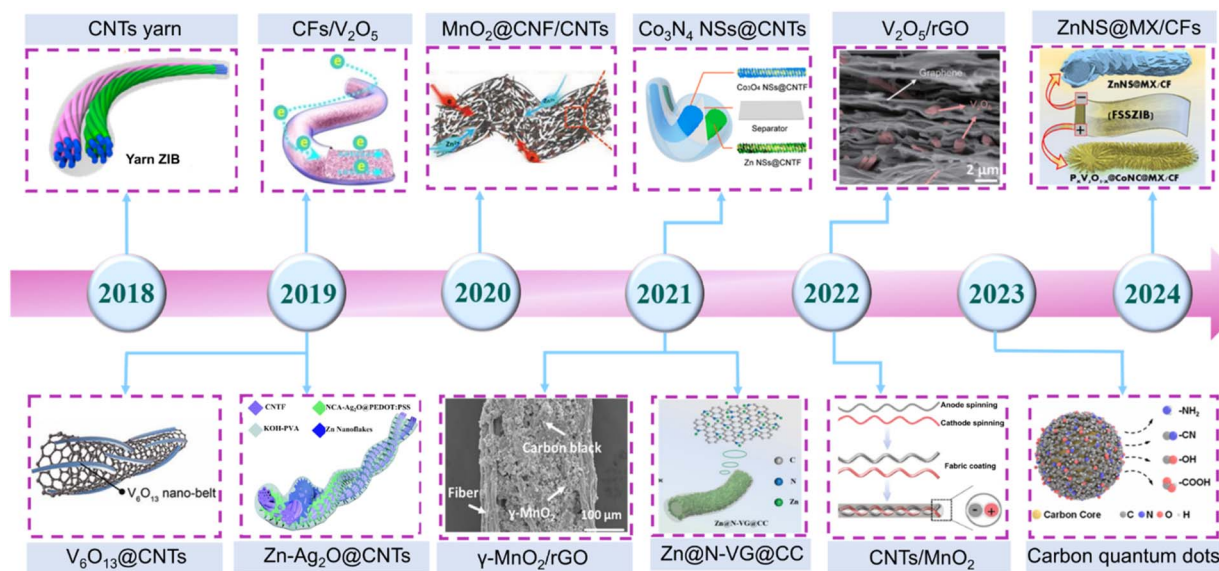 CNTs yarn
CFs/V₂O₅
MnO₂@CNF/CNTs
Co₃N₄ NSs@CNTs
V₂O₅/rGO
ZnNS@MX/CFs
Yarn ZIB
e
e
e
e
e
Zn²⁺
Co₃O₄ NSs@CNTF
Separator
Zn NSs@CNTF
Graphene
V₂O₅
2 μm
ZnNS@MX/CF
(FSSZIB)
−
+
2018
2019
2020
2021
2022
2023
2024
CNTF
NCA-Ag₂O@PEDOT:PSS
KOH-PVA
Zn Nanoflakes
V₆O₁₃ nano-belt
Carbon black
Fiber
γ-MnO₂
100 μm
C
N
Zn
Zn@N-VG@CC
Anode spinning
Cathode spinning
Fabric coating
− +
-NH₂
-CN
-OH
-COOH
Carbon Core
C N O H
V₆O₁₃@CNTs
Zn-Ag₂O@CNTs
γ-MnO₂/rGO
Zn@N-VG@CC
CNTs/MnO₂
Carbon quantum dots